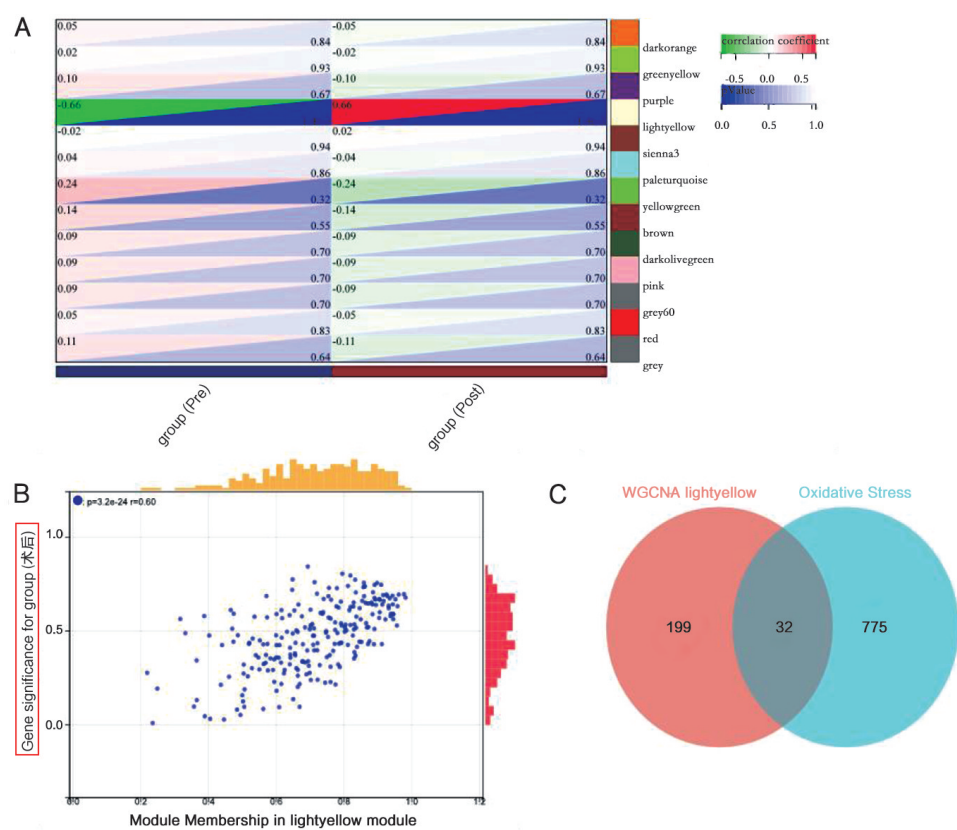 A
0.05 0.84 -0.05 0.84
darkorange
0.02 0.93 -0.02 0.93
greenyellow
0.10 0.67 -0.10 0.67
purple
-0.66 0.66
lightyellow
-0.02 0.94 0.02 0.94
sienna3
0.04 0.86 -0.04 0.86
paleturquoise
0.24 0.32 -0.24 0.32
yellowgreen
0.14 0.55 -0.14 0.55
brown
0.09 0.70 -0.09 0.70
darkolivegreen
0.09 0.70 -0.09 0.70
pink
0.09 0.70 -0.09 0.70
grey60
0.05 0.83 -0.05 0.83
red
0.11 0.64 -0.11 0.64
grey
group (Pre)
group (Post)
corrclation coefficient
-0.5 0.0 0.5
pValue
0.0 0.5 1.0
B
p=3.2e-24 r=0.60
Gene significance for group (术后)
1.0
0.5
0.0
0.0 0.2 0.4 0.6 0.8 1.0 1.2
Module Membership in lightyellow module
C
WGCNA lightyellow
Oxidative Stress
199
32
775